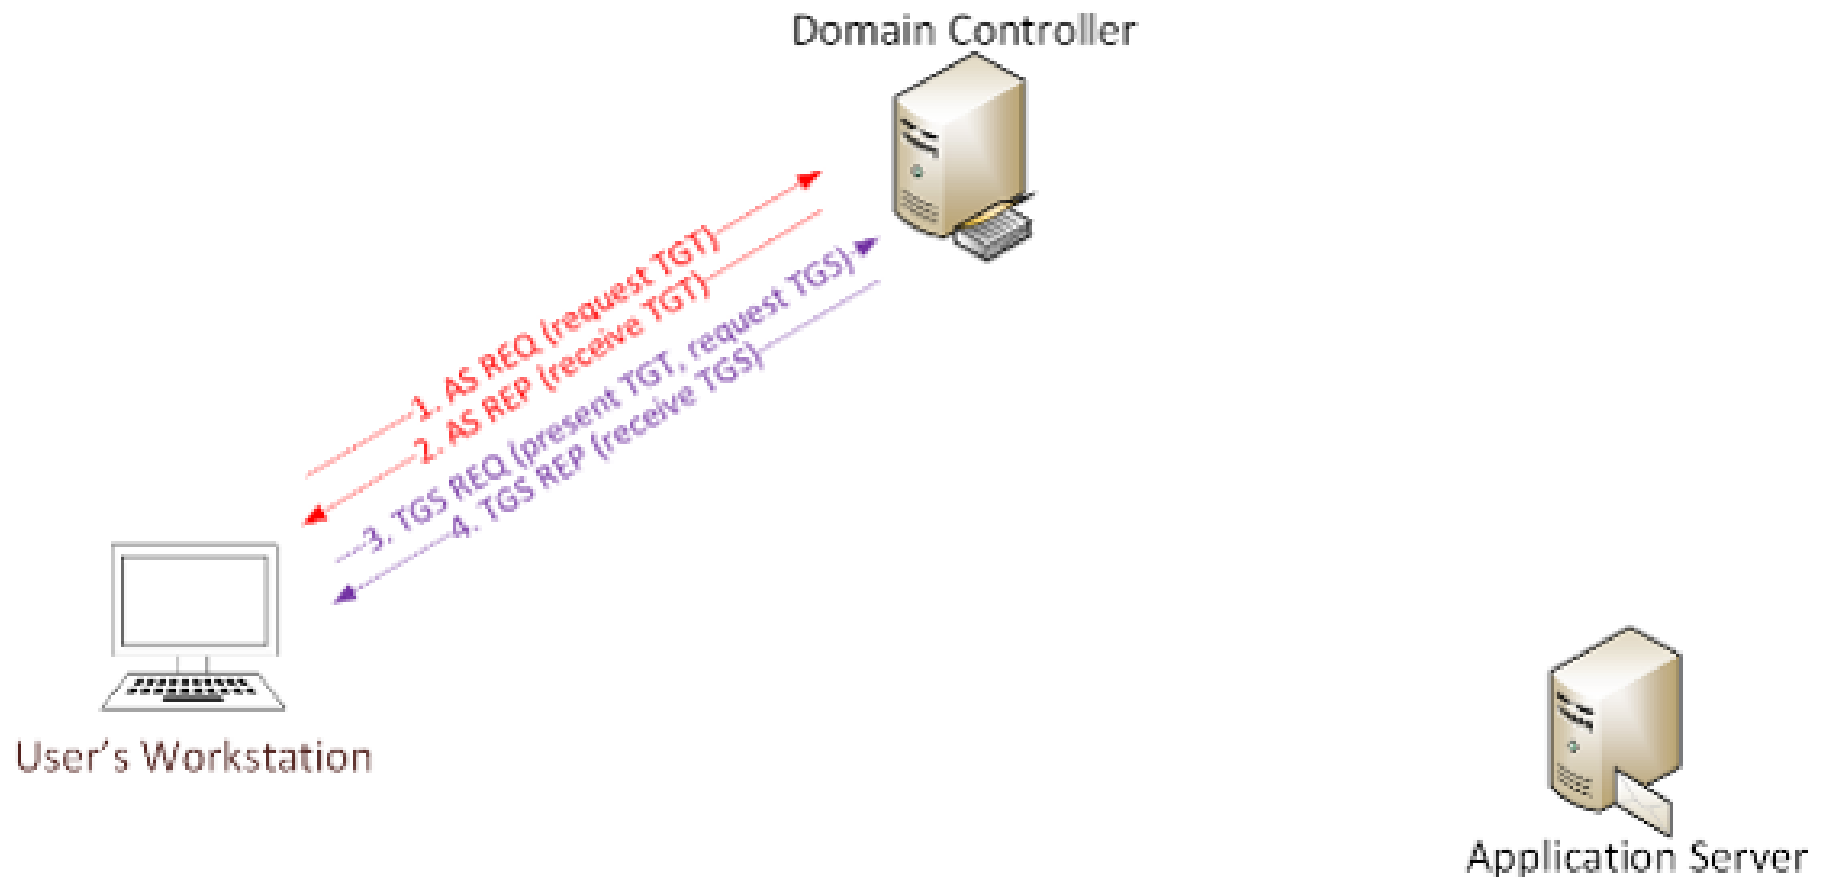 Domain Controller
1. AS REQ (request TGT)
2. AS REP (receive TGT)
3. TGS REQ (present TGT, request TGS)
4. TGS REP (receive TGS)
User's Workstation
Application Server